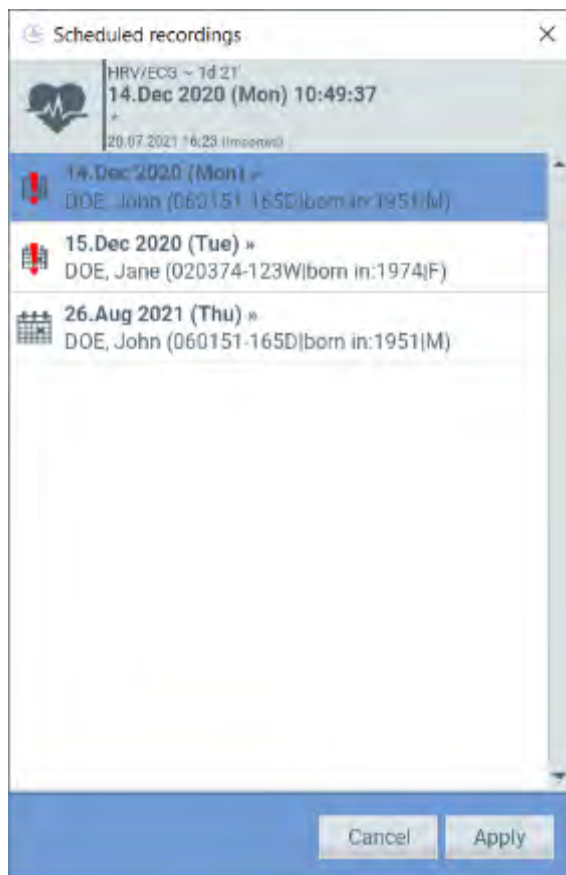 Scheduled recordings
HRV/ECG ~ 1d 21'
14.Dec 2020 (Mon) 10:49:37
*
20.07.2021 16:23 (Imported)
14.Dec 2020 (Mon) »
DOE, John (060151-165D|born in:1951|M)
15.Dec 2020 (Tue) »
DOE, Jane (020374-123W|born in:1974|F)
26.Aug 2021 (Thu) »
DOE, John (060151-165D|born in:1951|M)
Cancel
Apply